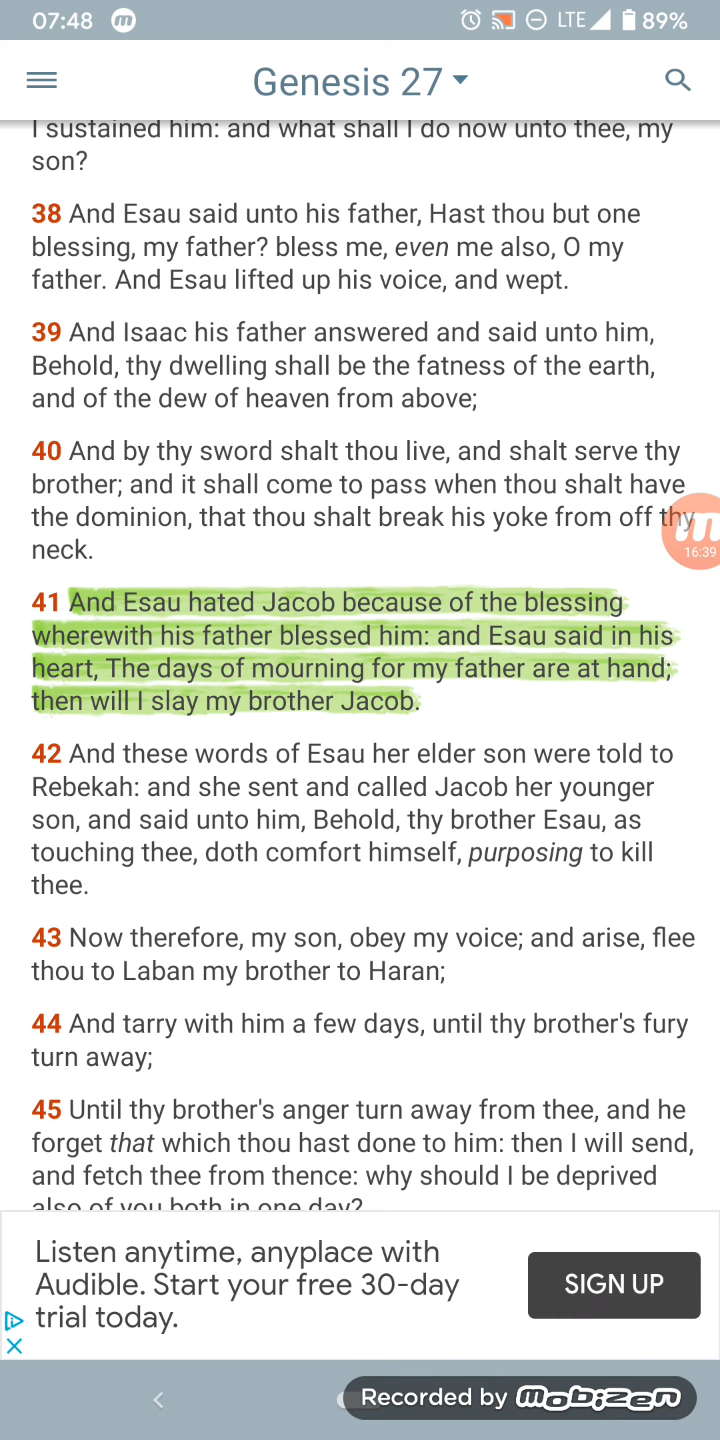 07:48 m LTE 89%
Genesis 27
I sustained him: and what shall I do now unto thee, my
son?
38 And Esau said unto his father, Hast thou but one
blessing, my father? bless me, even me also, O my
father. And Esau lifted up his voice, and wept.
39 And Isaac his father answered and said unto him,
Behold, thy dwelling shall be the fatness of the earth,
and of the dew of heaven from above;
40 And by thy sword shalt thou live, and shalt serve thy
brother; and it shall come to pass when thou shalt have
the dominion, that thou shalt break his yoke from off thy
neck.
m
16:39
41 And Esau hated Jacob because of the blessing
wherewith his father blessed him: and Esau said in his
heart, The days of mourning for my father are at hand;
then will I slay my brother Jacob.
42 And these words of Esau her elder son were told to
Rebekah: and she sent and called Jacob her younger
son, and said unto him, Behold, thy brother Esau, as
touching thee, doth comfort himself, purposing to kill
thee.
43 Now therefore, my son, obey my voice; and arise, flee
thou to Laban my brother to Haran;
44 And tarry with him a few days, until thy brother's fury
turn away;
45 Until thy brother's anger turn away from thee, and he
forget that which thou hast done to him: then I will send,
and fetch thee from thence: why should I be deprived
also of you both in one day?
Listen anytime, anyplace with
Audible. Start your free 30-day
trial today.
SIGN UP
Recorded by Mobizen